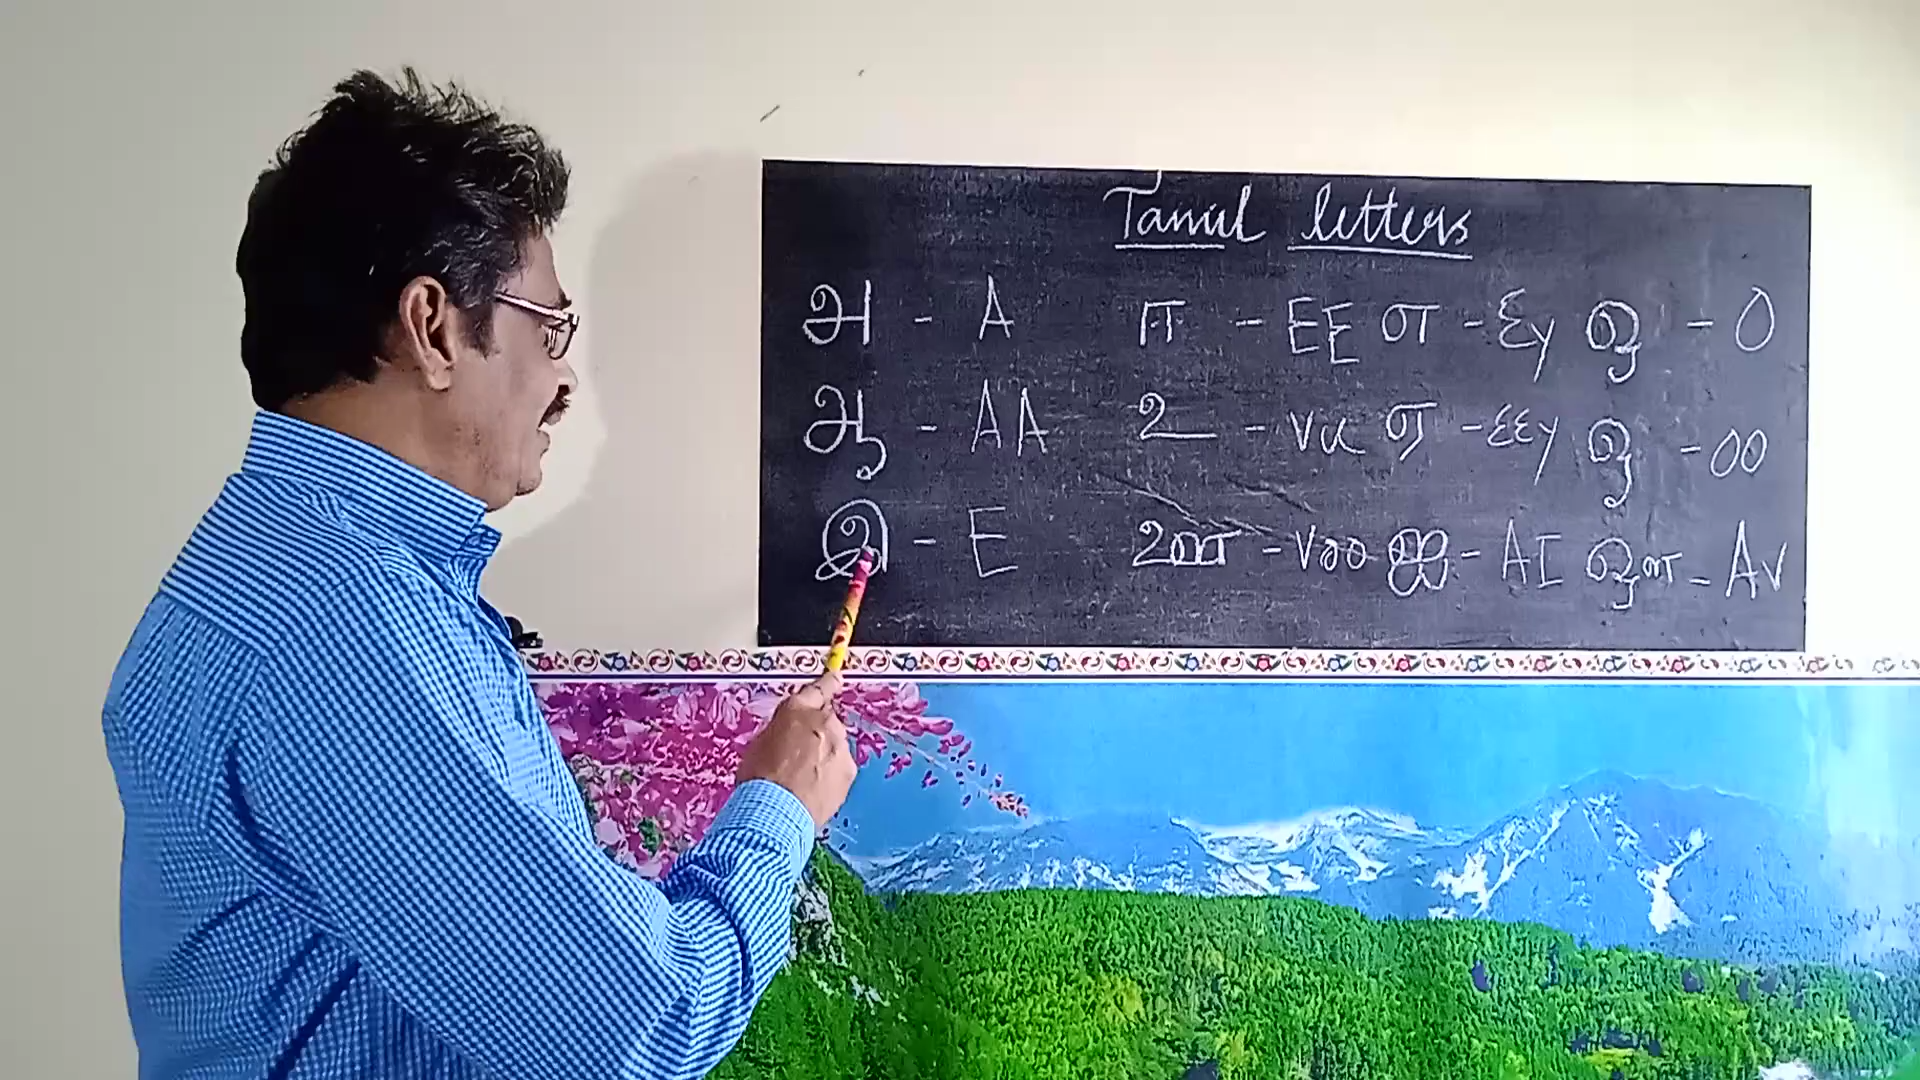 Tamil letters
அ - A ஈ - EE எ - Ey ஒ - O
ஆ - AA உ - VU ஏ - EEY ஓ - OO
இ - E ஊ - Voo ஐ - AI ஔ - AV